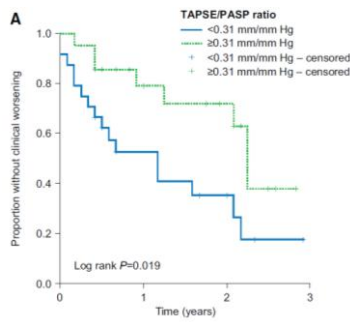 A
TAPSE/PASP ratio
<0.31 mm/mm Hg
≥0.31 mm/mm Hg
<0.31 mm/mm Hg – censored
≥0.31 mm/mm Hg – censored
Proportion without clinical worsening
1.0
0.8
0.6
0.4
0.2
0.0
Log rank P=0.019
0
1
2
3
Time (years)